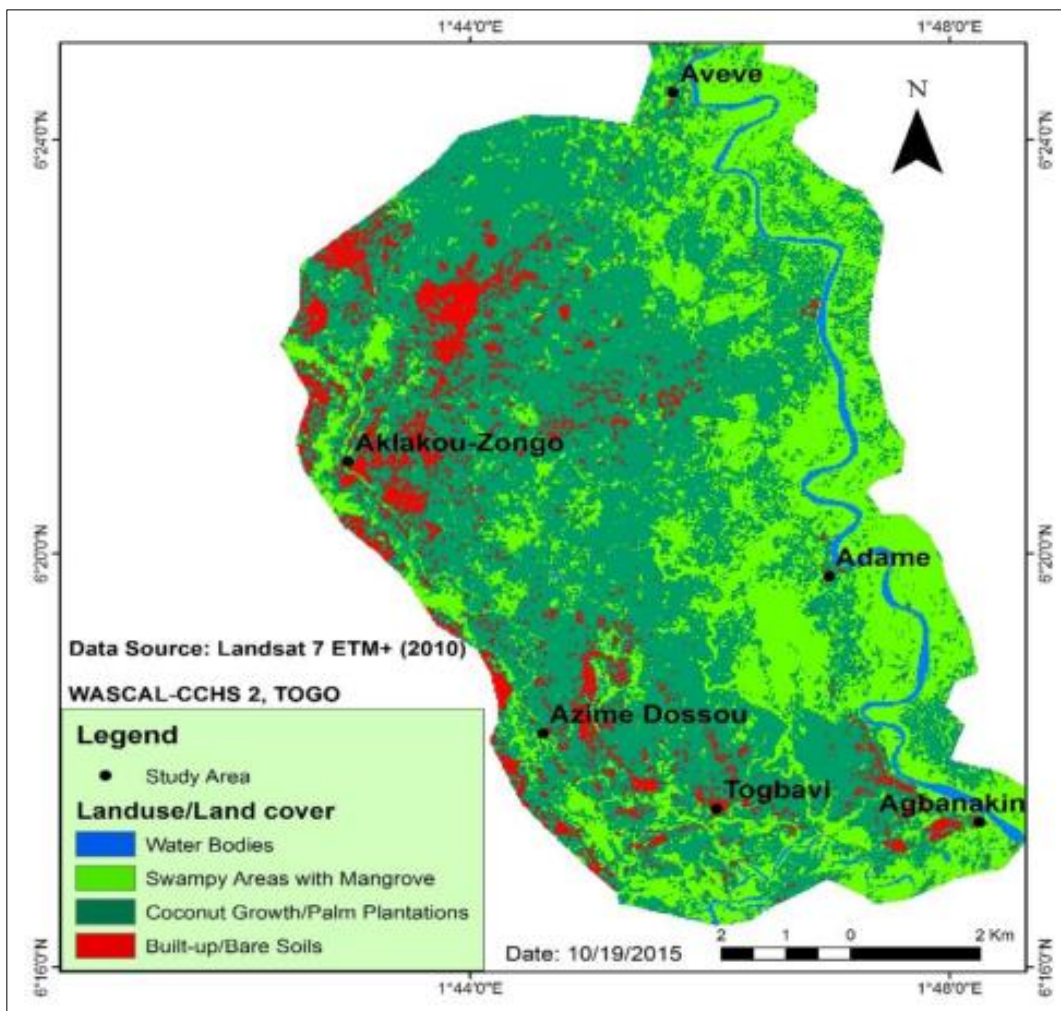 1°44'0"E
1°48'0"E
Aveve
N
6°24'0"N
6°24'0"N
Aklakou-Zongo
6°20'0"N
6°20'0"N
Adame
Data Source: Landsat 7 ETM+ (2010)
WASCAL-CCHS 2, TOGO
Azime Dossou
Togbavi
Agbanakin
Legend
Study Area
Landuse/Land cover
Water Bodies
Swampy Areas with Mangrove
Coconut Growth/Palm Plantations
Built-up/Bare Soils
Date: 10/19/2015
2 1 0 2 Km
6°16'0"N
6°16'0"N
1°44'0"E
1°48'0"E